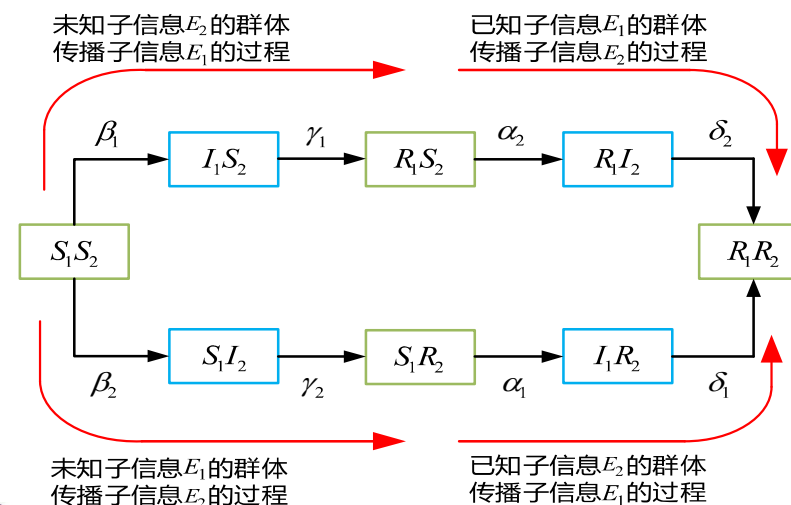 未知子信息E₂的群体
传播子信息E₁的过程
已知子信息E₁的群体
传播子信息E₂的过程
β₁
I₁S₂
γ₁
R₁S₂
α₂
R₁I₂
δ₂
S₁S₂
R₁R₂
β₂
S₁I₂
γ₂
S₁R₂
α₁
I₁R₂
δ₁
未知子信息E₁的群体
传播子信息E₂的过程
已知子信息E₂的群体
传播子信息E₁的过程